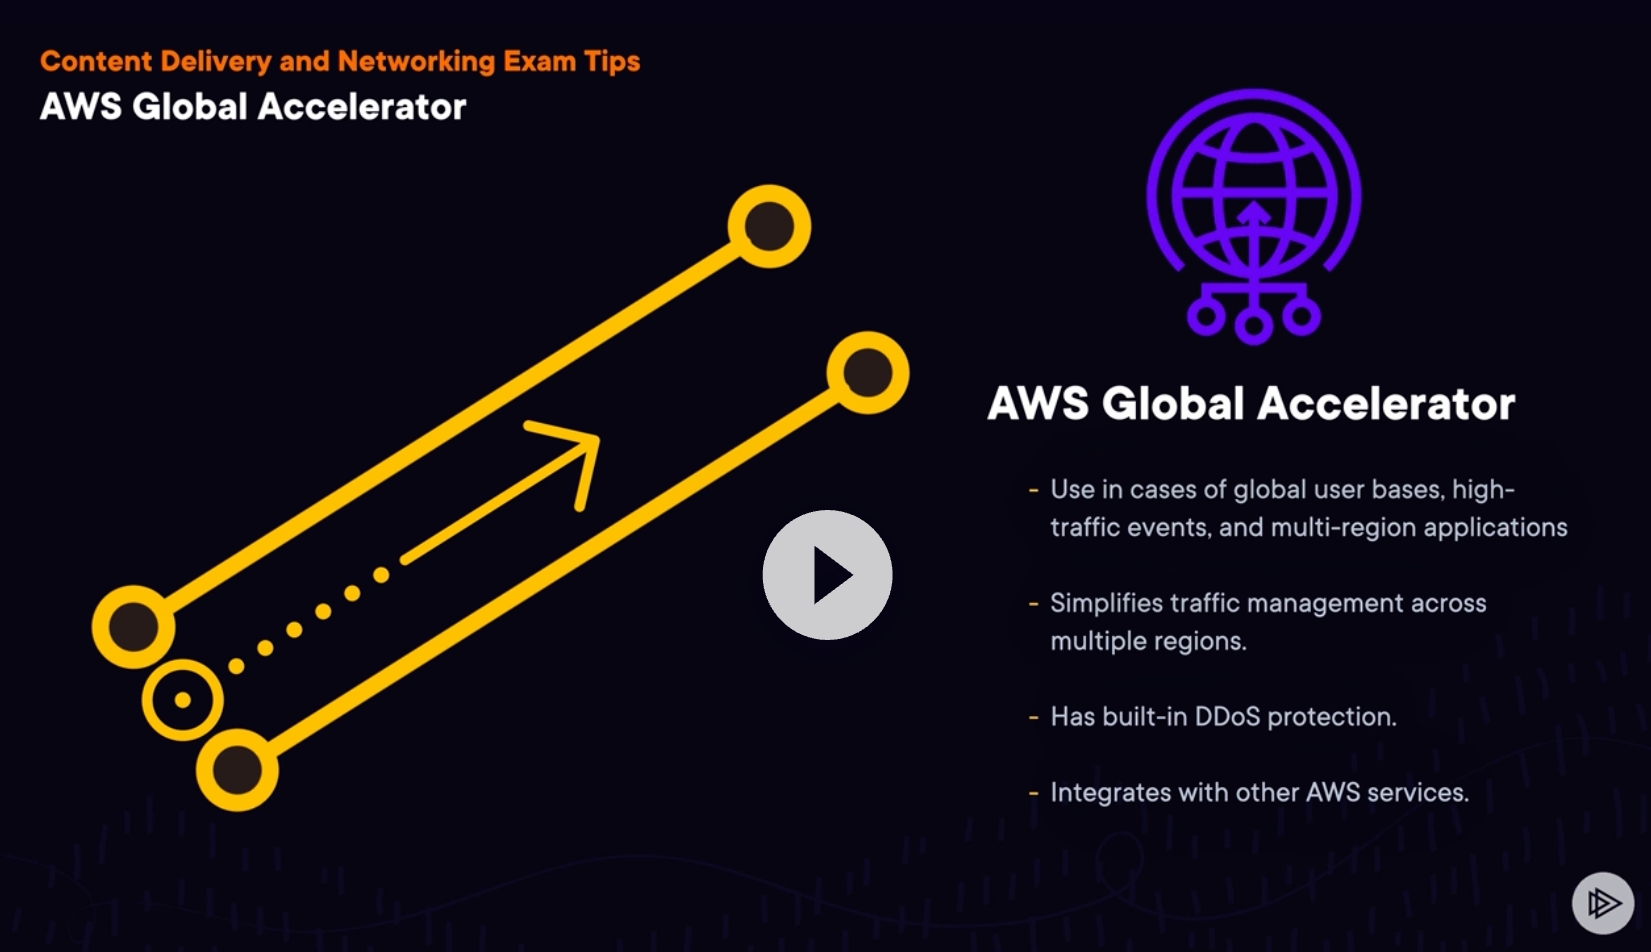 Content Delivery and Networking Exam Tips
AWS Global Accelerator
AWS Global Accelerator
- Use in cases of global user bases, high-
traffic events, and multi-region applications
- Simplifies traffic management across
multiple regions.
- Has built-in DDoS protection.
- Integrates with other AWS services.